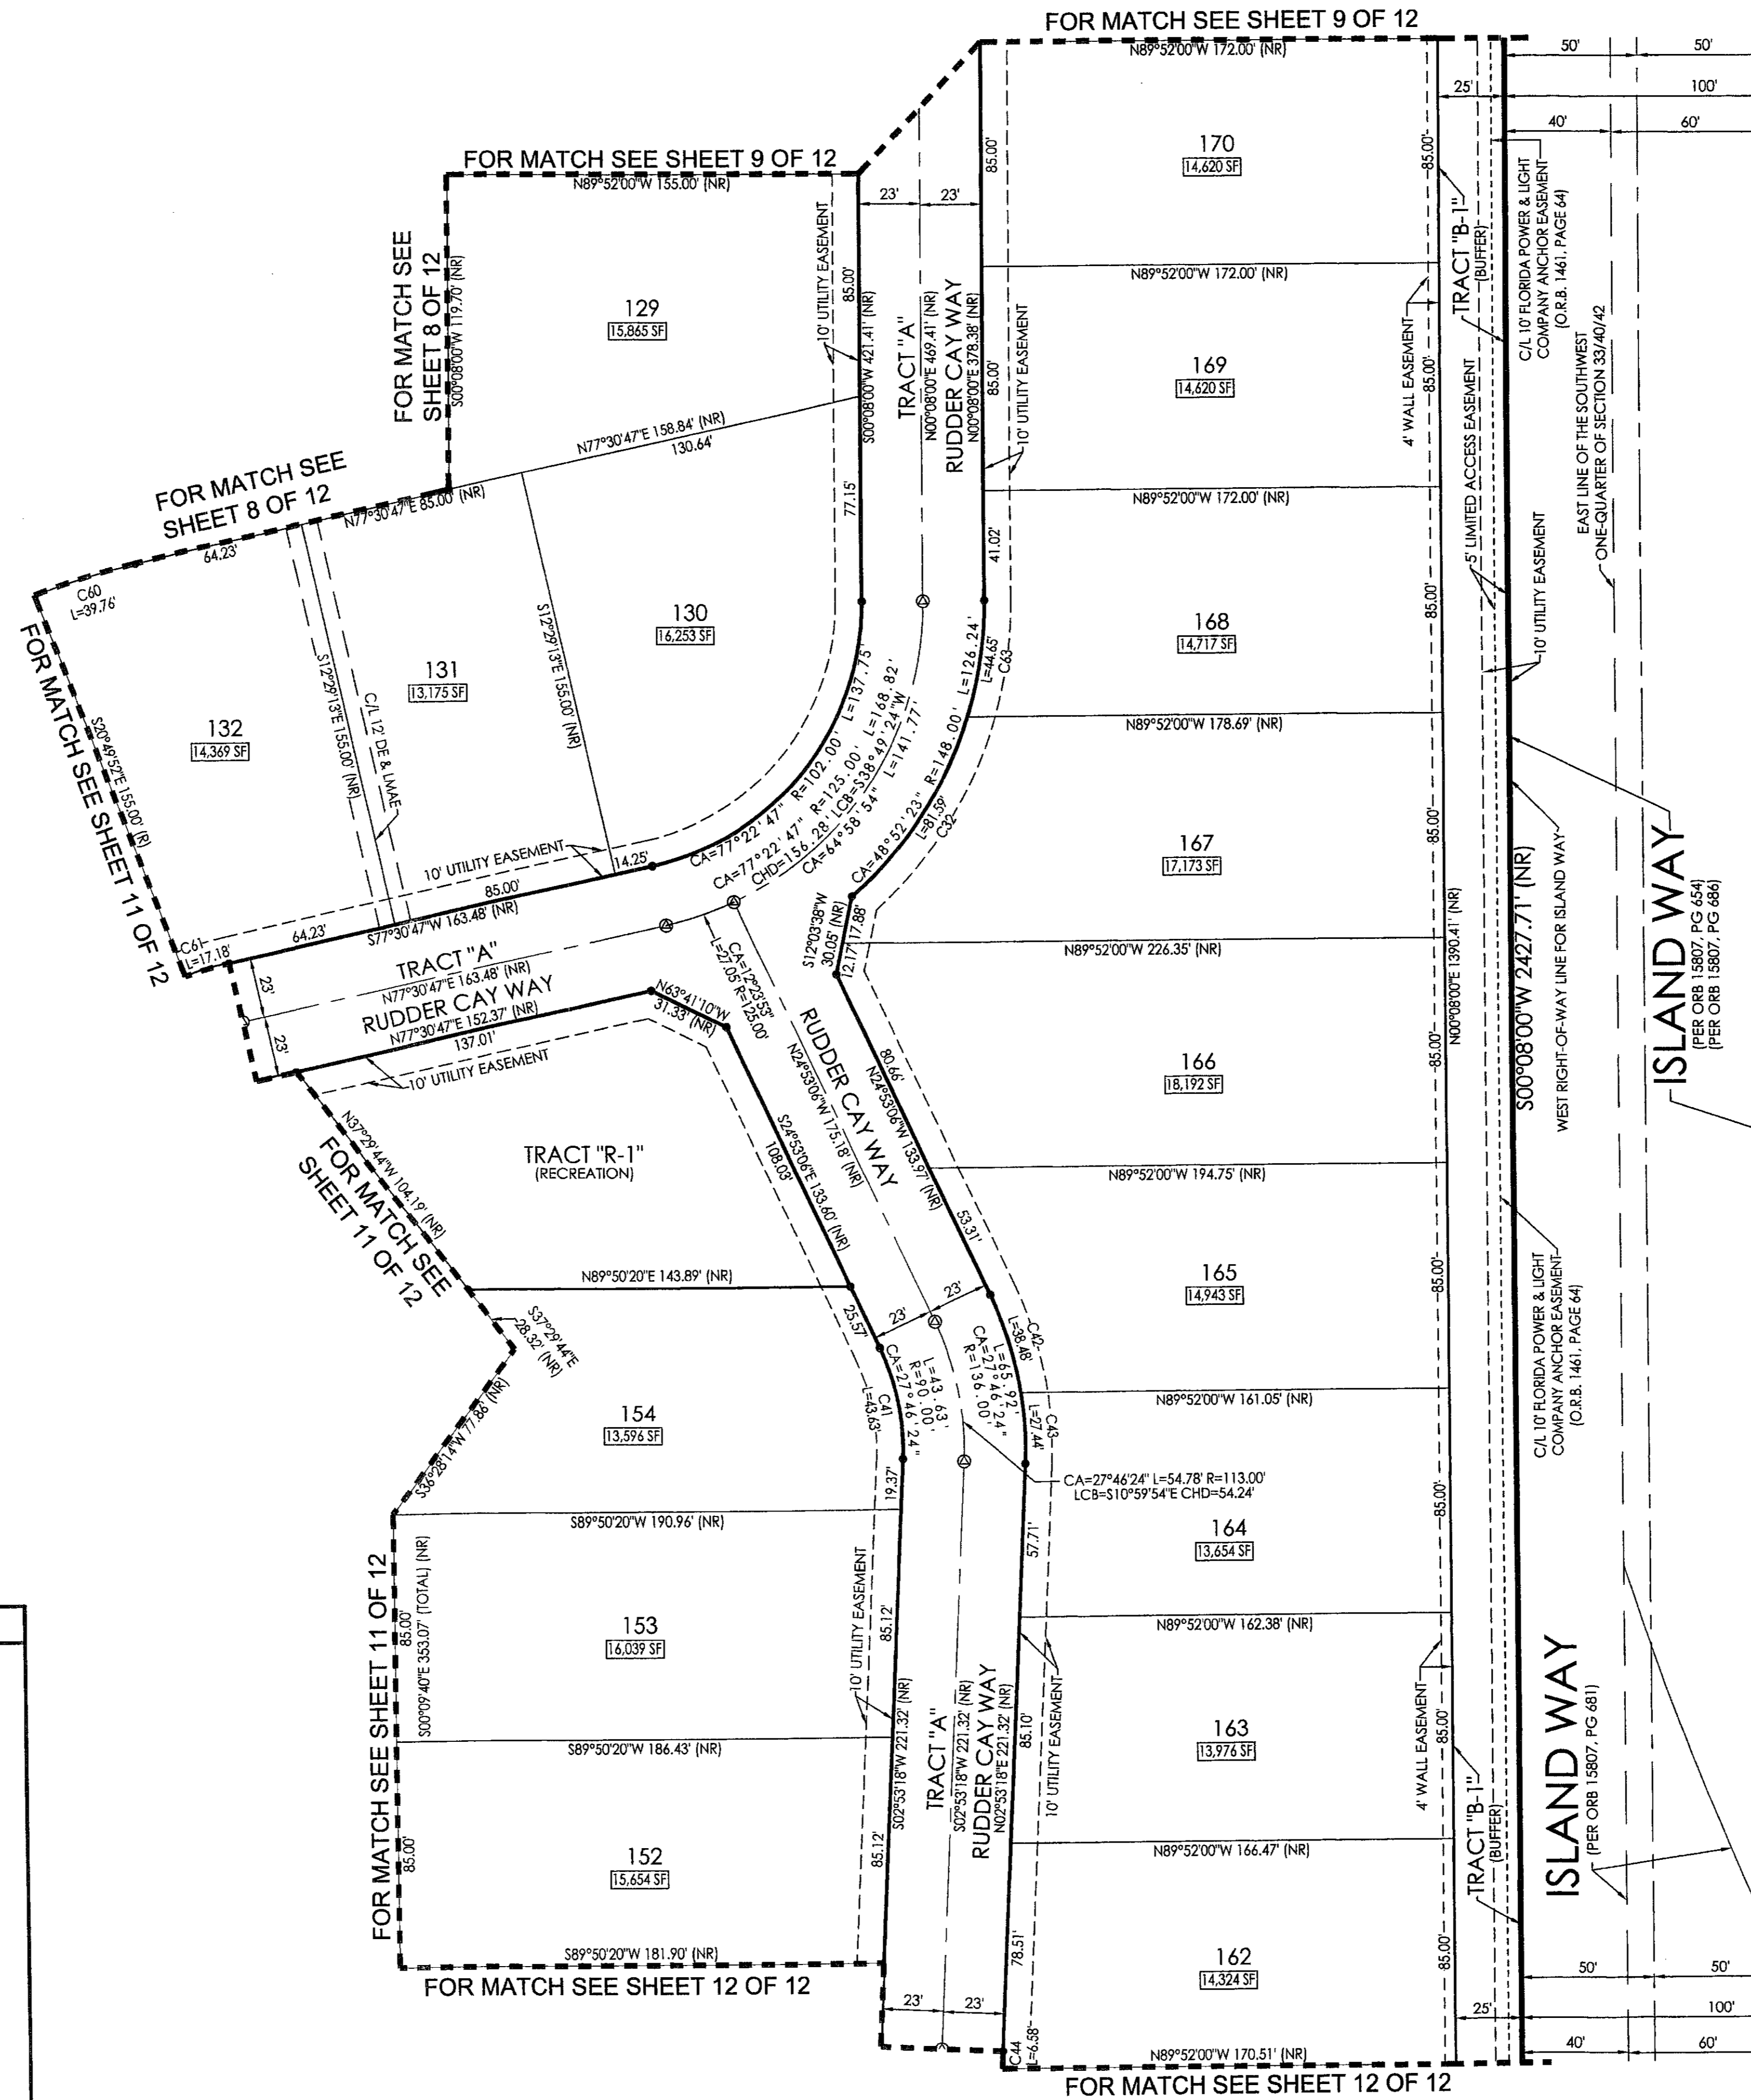 FOR MATCH SEE SHEET 9 OF 12
N89°52'00"W 172.00' (NR)
50'
50'
25'
100'
40'
60'
170
14,620 SF
85.00'
85.00'
TRACT "B-1"
(BUFFER)
C/L 10' FLORIDA POWER & LIGHT
COMPANY ANCHOR EASEMENT
(O.R.B. 1461, PAGE 64)
FOR MATCH SEE SHEET 9 OF 12
N89°52'00"W 155.00' (NR)
23'
23'
FOR MATCH SEE
SHEET 8 OF 12
S00°08'00"W 119.70' (NR)
129
15,865 SF
10' UTILITY EASEMENT
85.00'
S00°08'00"W 421.41' (NR)
TRACT "A"
N00°08'00"E 469.41' (NR)
RUDDER CAY WAY
N00°08'00"E 378.38' (NR)
85.00'
10' UTILITY EASEMENT
N89°52'00"W 172.00' (NR)
169
14,620 SF
4' WALL EASEMENT
85.00'
5' LIMITED ACCESS EASEMENT
EAST LINE OF THE SOUTHWEST
ONE-QUARTER OF SECTION 33/40/42
N77°30'47"E 158.84' (NR)
130.64'
77.15'
N89°52'00"W 172.00' (NR)
41.02'
FOR MATCH SEE
SHEET 8 OF 12
N77°30'47"E 85.00' (NR)
64.23'
C60
L=39.76'
10' UTILITY EASEMENT
130
16,253 SF
S12°29'13"E 155.00' (NR)
131
13,175 SF
S12°29'13"E 155.00' (NR)
C/L 12' DE & LMAE
132
14,369 SF
S20°49'52"E 155.00' (R)
FOR MATCH SEE SHEET 11 OF 12
168
14,717 SF
85.00'
L=44.65'
C63
N89°52'00"W 178.69' (NR)
CA=77°22'47" R=102.00' L=137.75'
CA=77°22'47" R=125.00' L=168.82'
CHD=156.28' LCB=S38°49'24"W
CA=64°58'54" L=141.77'
CA=48°52'23" R=148.00' L=126.24'
L=81.59'
C32
10' UTILITY EASEMENT
14.25'
85.00'
S77°30'47"W 163.48' (NR)
64.23'
C61
L=17.18'
167
17,173 SF
85.00'
S12°03'38"W
30.05' (NR)
17.88'
12.17'
N89°52'00"W 226.35' (NR)
N00°08'00"E 1390.41' (NR)
S00°08'00"W 2427.71' (NR)
WEST RIGHT-OF-WAY LINE FOR ISLAND WAY
ISLAND WAY
(PER ORB 15807, PG 654)
(PER ORB 15807, PG 686)
TRACT "A"
N77°30'47"E 163.48' (NR)
RUDDER CAY WAY
N77°30'47"E 152.37' (NR)
137.01'
23'
23'
10' UTILITY EASEMENT
N63°41'10"W
31.33' (NR)
CA=12°23'53"
L=27.05' R=125.00'
RUDDER CAY WAY
N24°53'06"W 175.18' (NR)
80.66'
N24°53'06"W 133.97' (NR)
53.31'
166
18,192 SF
85.00'
N89°52'00"W 194.75' (NR)
TRACT "R-1"
(RECREATION)
S24°53'06"E 133.60' (NR)
108.03'
N37°29'44"W 104.19' (NR)
FOR MATCH SEE
SHEET 11 OF 12
N89°50'20"E 143.89' (NR)
S37°29'44"E
28.32' (NR)
25.57'
23'
23'
165
14,943 SF
85.00'
C42
L=38.48'
L=65.92'
CA=27°46'24"
R=136.00'
L=43.63'
R=90.00'
CA=27°46'24"
C41
L=43.63'
C43
L=27.44'
N89°52'00"W 161.05' (NR)
C/L 10' FLORIDA POWER & LIGHT
COMPANY ANCHOR EASEMENT
(O.R.B. 1461, PAGE 64)
154
13,596 SF
S36°28'14"W 77.86' (NR)
19.37'
CA=27°46'24" L=54.78' R=113.00'
LCB=S10°59'54"E CHD=54.24'
S89°50'20"W 190.96' (NR)
57.71'
164
13,654 SF
85.00'
N89°52'00"W 162.38' (NR)
FOR MATCH SEE SHEET 11 OF 12
85.00'
S00°09'40"E 353.07' (TOTAL) (NR)
153
16,039 SF
10' UTILITY EASEMENT
85.12'
S02°53'18"W 221.32' (NR)
TRACT "A"
S02°53'18"W 221.32' (NR)
RUDDER CAY WAY
N02°53'18"E 221.32' (NR)
85.10'
10' UTILITY EASEMENT
163
13,976 SF
4' WALL EASEMENT
85.00'
TRACT "B-1"
(BUFFER)
ISLAND WAY
(PER ORB 15807, PG 681)
S89°50'20"W 186.43' (NR)
N89°52'00"W 166.47' (NR)
85.00'
152
15,654 SF
85.12'
S89°50'20"W 181.90' (NR)
FOR MATCH SEE SHEET 12 OF 12
78.51'
162
14,324 SF
85.00'
23'
23'
25'
50'
50'
100'
40'
60'
C44
L=6.58'
N89°52'00"W 170.51' (NR)
FOR MATCH SEE SHEET 12 OF 12